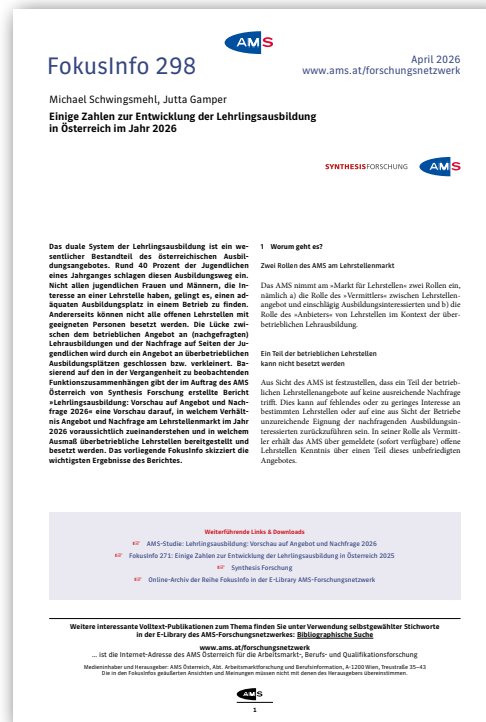 AMS
FokusInfo 298
April 2026
www.ams.at/forschungsnetzwerk
Michael Schwingsmehl, Jutta Gamper
Einige Zahlen zur Entwicklung der Lehrlingsausbildung
in Österreich im Jahr 2026
SYNTHESISFORSCHUNG
AMS
Das duale System der Lehrlingsausbildung ist ein we-
sentlicher Bestandteil des österreichischen Ausbil-
dungsangebotes. Rund 40 Prozent der Jugendlichen
eines Jahrganges schlagen diesen Ausbildungsweg ein.
Nicht allen jugendlichen Frauen und Männern, die In-
teresse an einer Lehrstelle haben, gelingt es, einen ad-
äquaten Ausbildungsplatz in einem Betrieb zu finden.
Andererseits können nicht alle offenen Lehrstellen mit
geeigneten Personen besetzt werden. Die Lücke zwi-
schen dem betrieblichen Angebot an (nachgefragten)
Lehrausbildungen und der Nachfrage auf Seiten der Ju-
gendlichen wird durch ein Angebot an überbetrieblichen
Ausbildungsplätzen geschlossen bzw. verkleinert. Ba-
sierend auf den in der Vergangenheit zu beobachtenden
Funktionszusammenhängen gibt der im Auftrag des AMS
Österreich von Synthesis Forschung erstellte Bericht
»Lehrlingsausbildung: Vorschau auf Angebot und Nach-
frage 2026« eine Vorschau darauf, in welchem Verhält-
nis Angebot und Nachfrage am Lehrstellenmarkt im Jahr
2026 voraussichtlich zueinanderstehen und in welchem
Ausmaß überbetriebliche Lehrstellen bereitgestellt und
besetzt werden. Das vorliegende FokusInfo skizziert die
wichtigsten Ergebnisse des Berichtes.
1 Worum geht es?
Zwei Rollen des AMS am Lehrstellenmarkt
Das AMS nimmt am »Markt für Lehrstellen« zwei Rollen ein,
nämlich a) die Rolle des »Vermittlers« zwischen Lehrstellen-
angebot und einschlägig Ausbildungsinteressierten und b) die
Rolle des »Anbieters« von Lehrstellen im Kontext der über-
betrieblichen Lehrausbildung.
Ein Teil der betrieblichen Lehrstellen
kann nicht besetzt werden
Aus Sicht des AMS ist festzustellen, dass ein Teil der betrieb-
lichen Lehrstellenangebote auf keine ausreichende Nachfrage
trifft. Dies kann auf fehlendes oder zu geringes Interesse an
bestimmten Lehrstellen oder auf eine aus Sicht der Betriebe
unzureichende Eignung der nachfragenden Ausbildungsin-
teressierten zurückzuführen sein. In seiner Rolle als Vermitt-
ler erhält das AMS über gemeldete (sofort verfügbare) offene
Lehrstellen Kenntnis über einen Teil dieses unbefriedigten
Angebotes.
Weiterführende Links & Downloads
☞ AMS-Studie: Lehrlingsausbildung: Vorschau auf Angebot und Nachfrage 2026
☞ FokusInfo 271: Einige Zahlen zur Entwicklung der Lehrlingsausbildung in Österreich 2025
☞ Synthesis Forschung
☞ Online-Archiv der Reihe FokusInfo in der E-Library AMS-Forschungsnetzwerk
Weitere interessante Volltext-Publikationen zum Thema finden Sie unter Verwendung selbstgewählter Stichworte
in der E-Library des AMS-Forschungsnetzwerkes: Bibliographische Suche
www.ams.at/forschungsnetzwerk
... ist die Internet-Adresse des AMS Österreich für die Arbeitsmarkt-, Berufs- und Qualifikationsforschung
Medieninhaber und Herausgeber: AMS Österreich, Abt. Arbeitsmarktforschung und Berufsinformation, A-1200 Wien, Treustraße 35–43
Die in den FokusInfos geäußerten Ansichten und Meinungen müssen nicht mit denen des Herausgebers übereinstimmen.
AMS
1